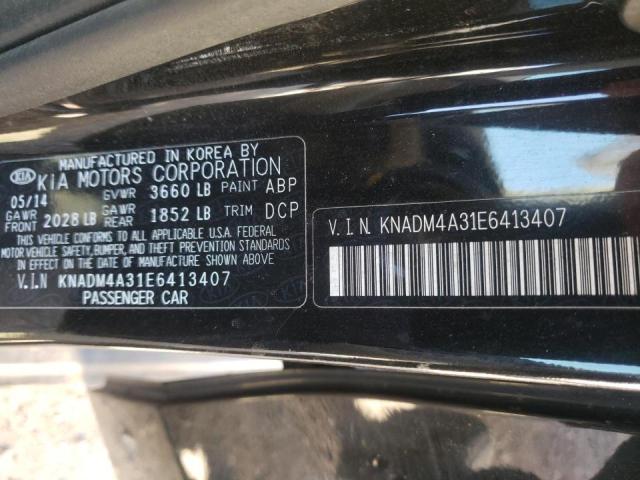 MANUFACTURED IN KOREA BY
KIA KIA MOTORS CORPORATION
05/14 GVWR 3660 LB PAINT ABP
GAWR FRONT 2028 LB GAWR REAR 1852 LB TRIM DCP
THIS VEHICLE CONFORMS TO ALL APPLICABLE U.S.A. FEDERAL
MOTOR VEHICLE SAFETY, BUMPER, AND THEFT PREVENTION STANDARDS
IN EFFECT ON THE DATE OF MANUFACTURE SHOWN ABOVE
V.I.N KNADM4A31E6413407
PASSENGER CAR
V.I.N. KNADM4A31E6413407